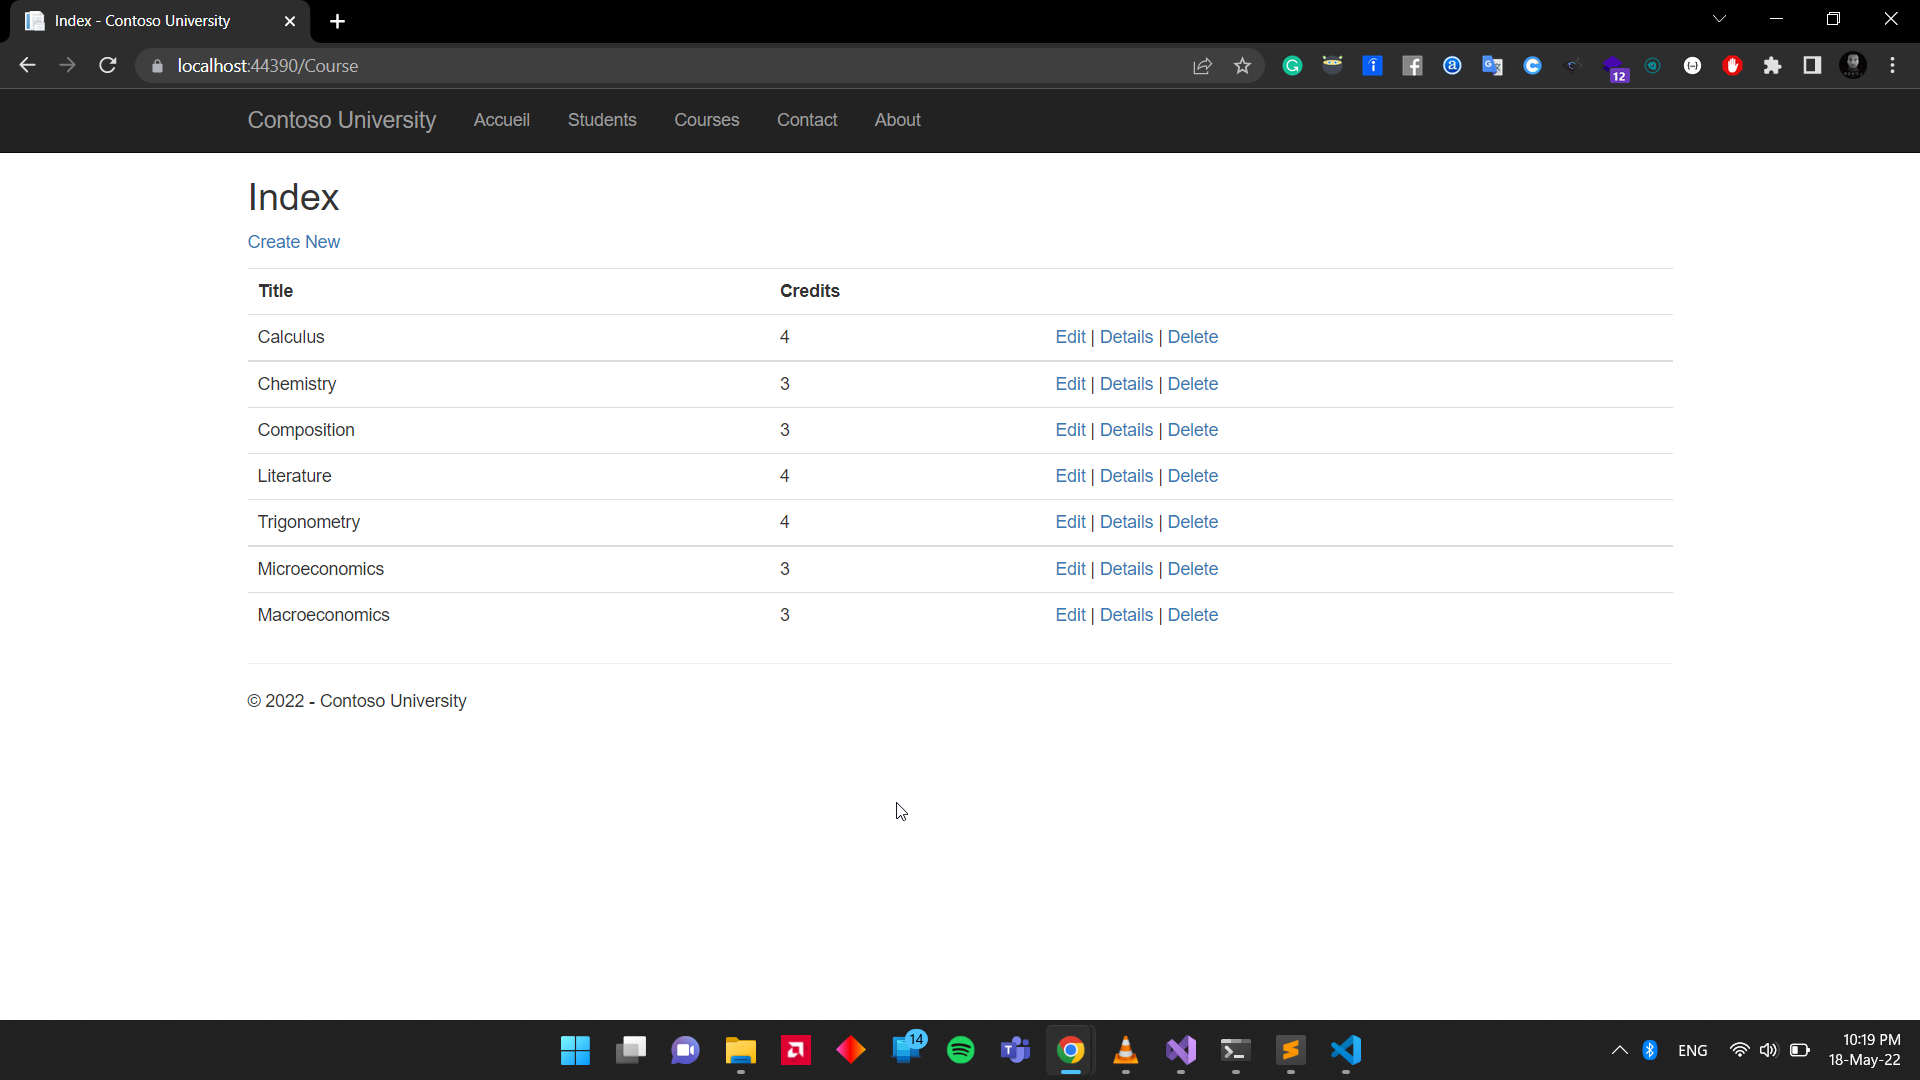 Index - Contoso University
localhost:44390/Course
12
Contoso University Accueil Students Courses Contact About
Index
Create New
Title Credits
Calculus 4 Edit | Details | Delete
Chemistry 3 Edit | Details | Delete
Composition 3 Edit | Details | Delete
Literature 4 Edit | Details | Delete
Trigonometry 4 Edit | Details | Delete
Microeconomics 3 Edit | Details | Delete
Macroeconomics 3 Edit | Details | Delete
© 2022 - Contoso University
14
ENG
10:19 PM
18-May-22